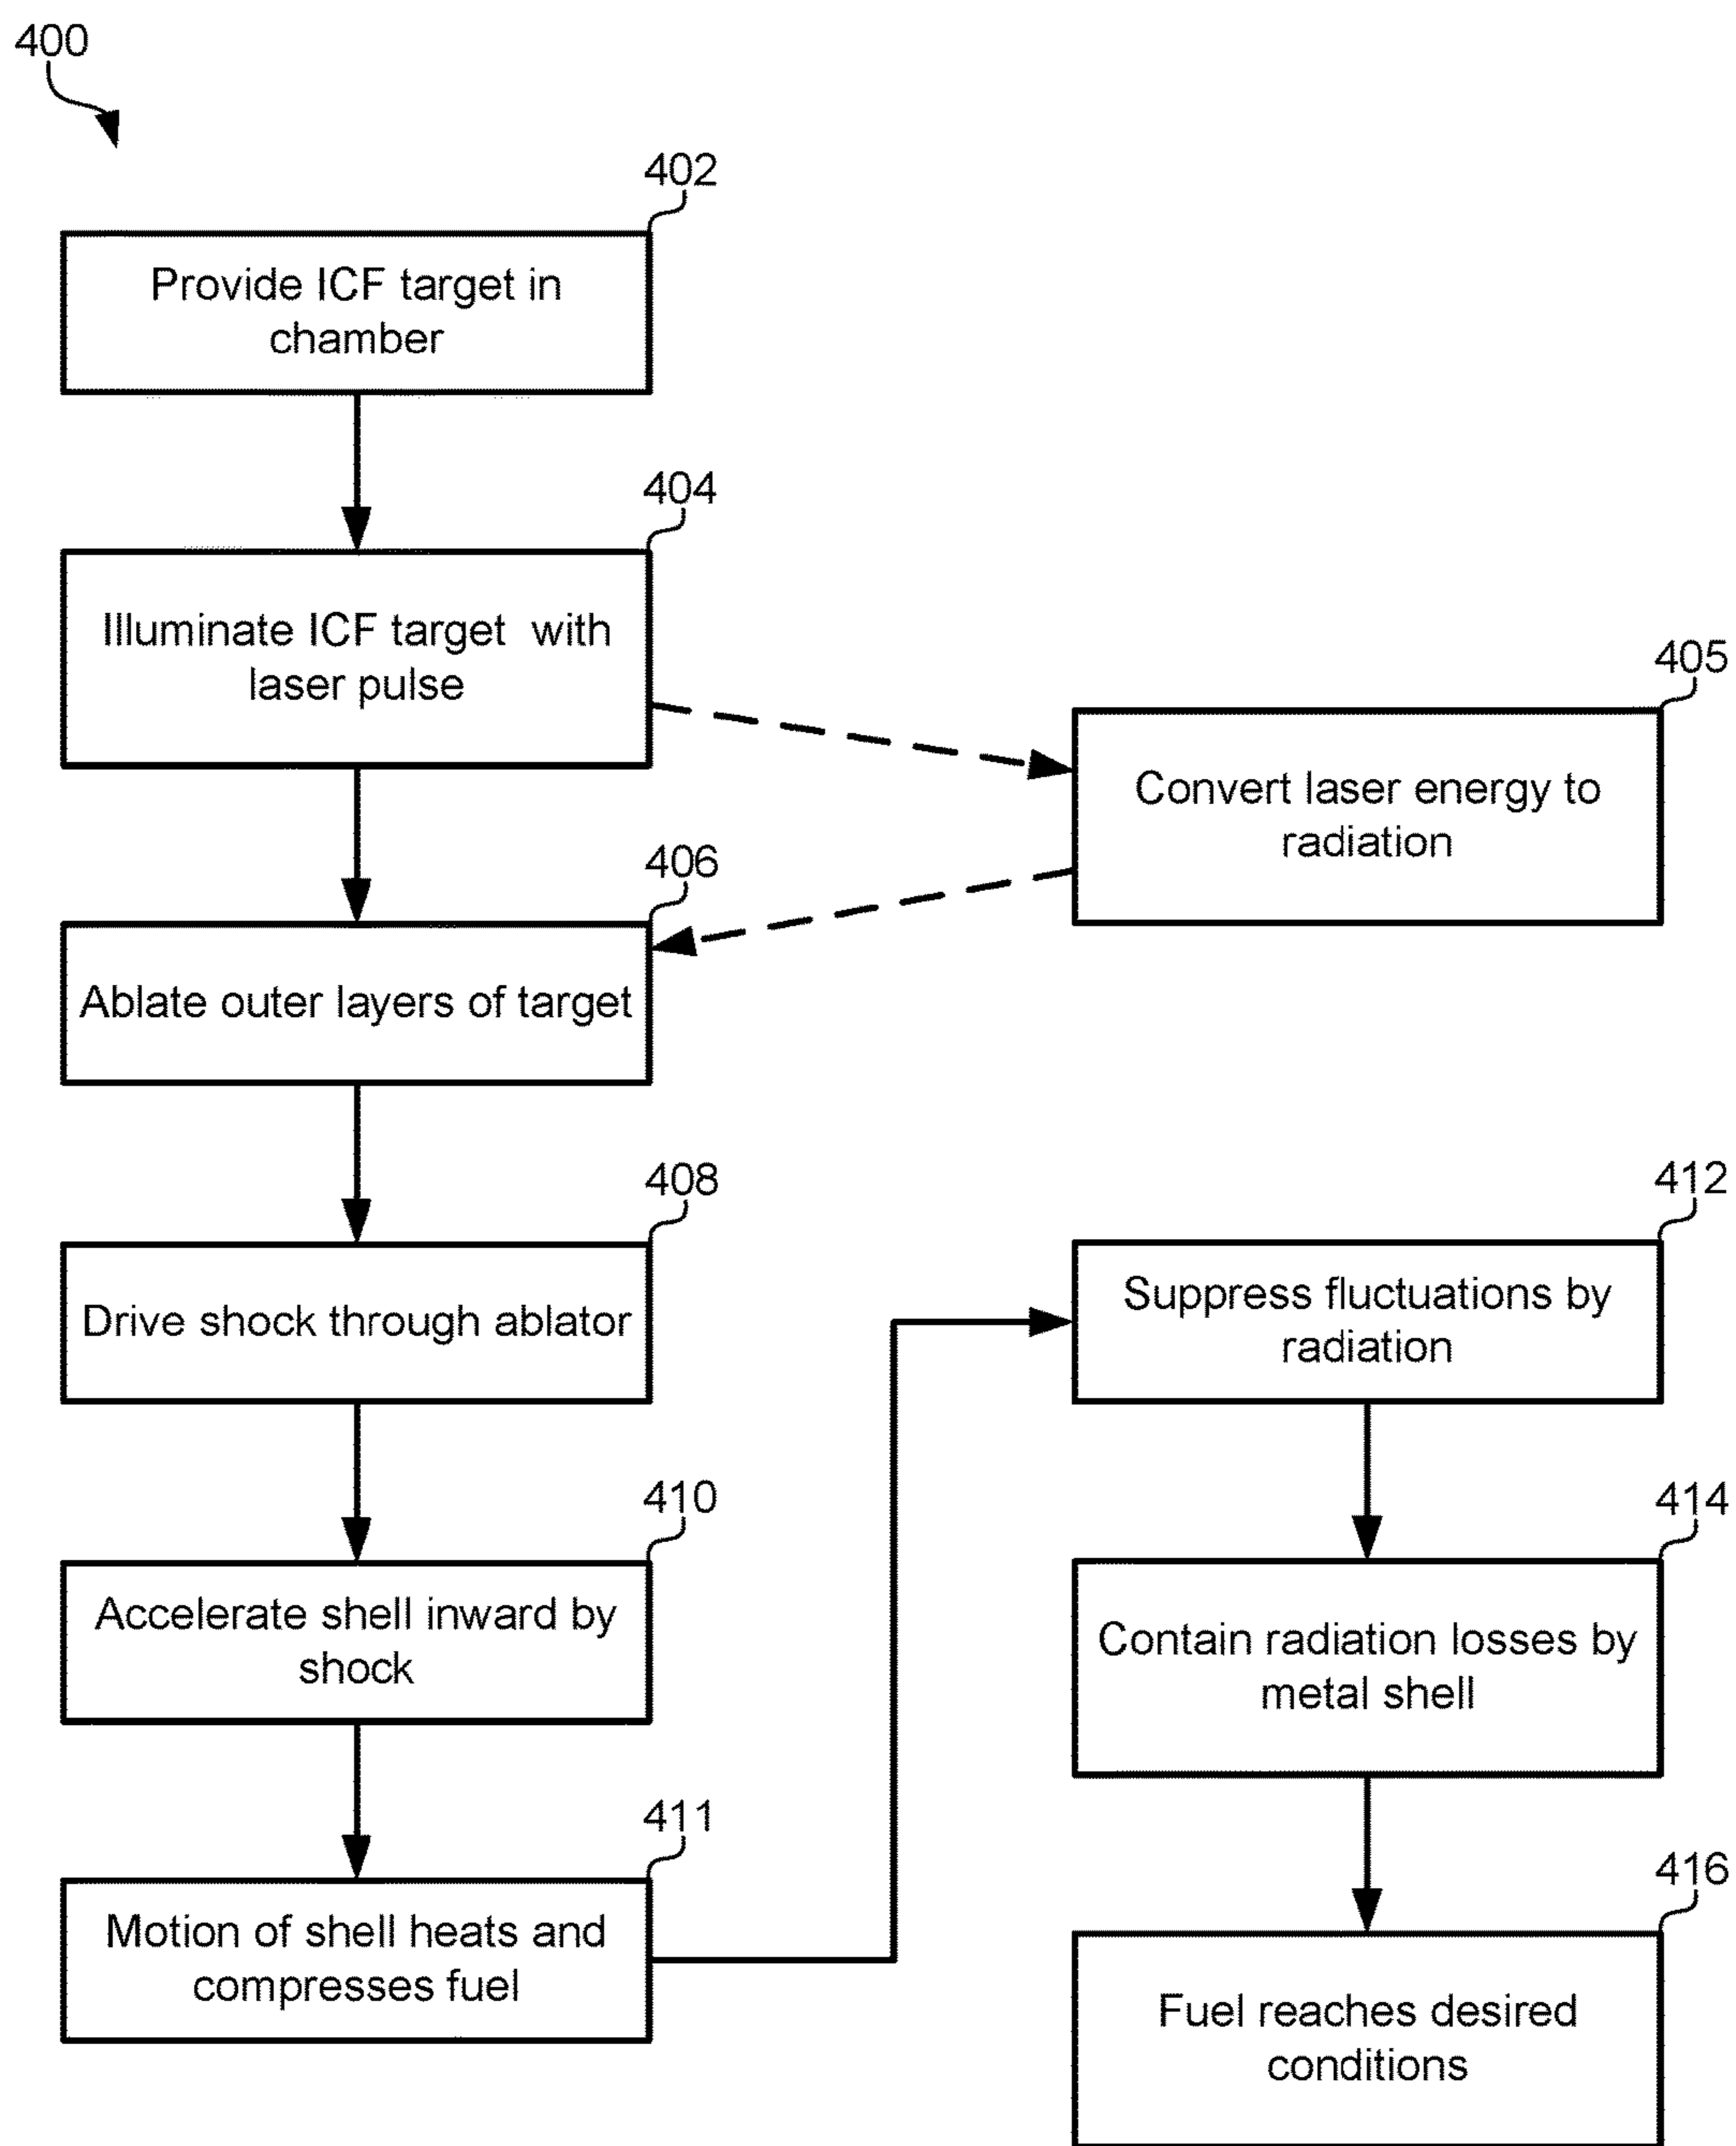 400
402
Provide ICF target in
chamber
404
Illuminate ICF target  with
laser pulse
405
Convert laser energy to
radiation
406
Ablate outer layers of target
408
Drive shock through ablator
410
Accelerate shell inward by
shock
411
Motion of shell heats and
compresses fuel
412
Suppress fluctuations by
radiation
414
Contain radiation losses by
metal shell
416
Fuel reaches desired
conditions